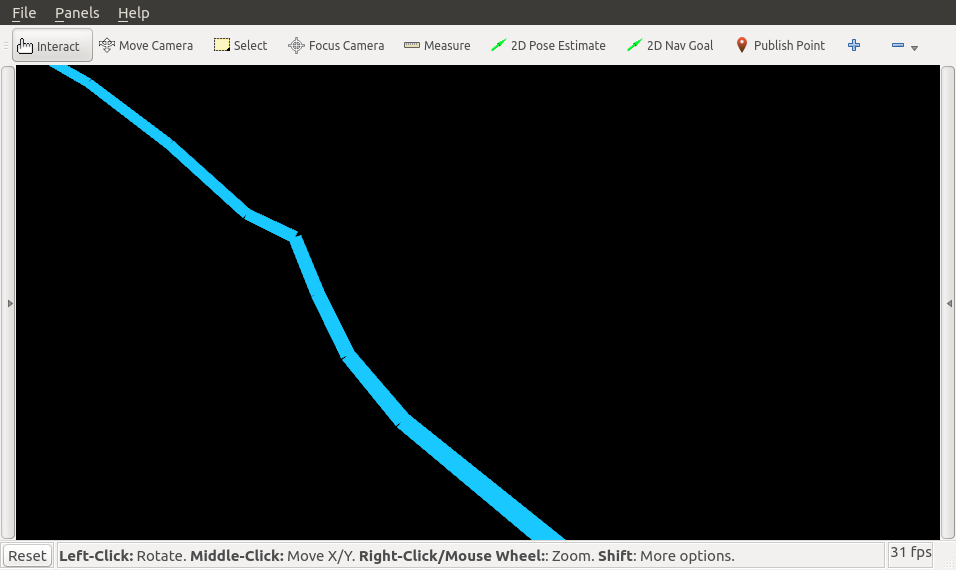 File Panels Help
Interact Move Camera Select Focus Camera Measure 2D Pose Estimate 2D Nav Goal Publish Point
Reset Left-Click: Rotate. Middle-Click: Move X/Y. Right-Click/Mouse Wheel:: Zoom. Shift: More options. 31 fps